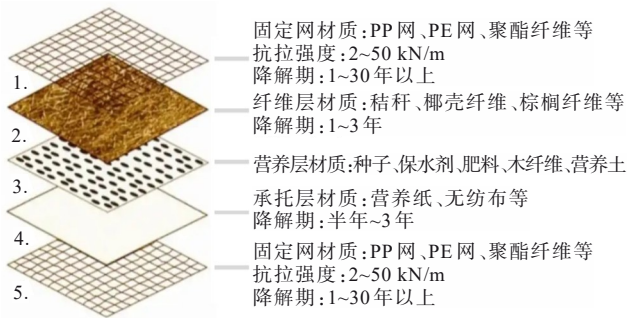 1.
固定网材质:PP网、PE网、聚酯纤维等
抗拉强度:2~50 kN/m
降解期:1~30年以上
2.
纤维层材质:秸秆、椰壳纤维、棕榈纤维等
降解期:1~3年
3.
营养层材质:种子、保水剂、肥料、木纤维、营养土
4.
承托层材质:营养纸、无纺布等
降解期:半年~3年
5.
固定网材质:PP网、PE网、聚酯纤维等
抗拉强度:2~50 kN/m
降解期:1~30年以上